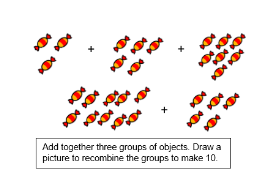 + +
+
Add together three groups of objects. Draw a
picture to recombine the groups to make 10.